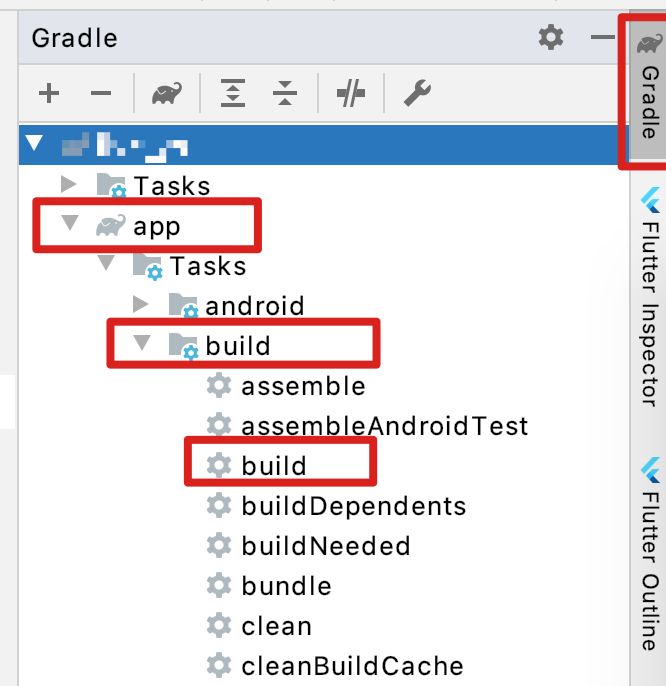 Gradle
Tasks
app
Tasks
android
build
assemble
assembleAndroidTest
build
buildDependents
buildNeeded
bundle
clean
cleanBuildCache
Gradle
Flutter Inspector
Flutter Outline